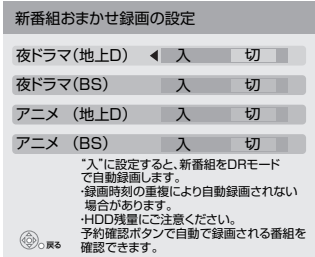 新番組おまかせ録画の設定
夜ドラマ(地上D) ◀ 入 切
夜ドラマ(BS) 入 切
アニメ (地上D) 入 切
アニメ (BS) 入 切
“入”に設定すると、新番組をDRモード
で自動録画します。
・録画時刻の重複により自動録画されない
場合があります。
・HDD残量にご注意ください。
予約確認ボタンで自動で録画される番組を
確認できます。
戻る